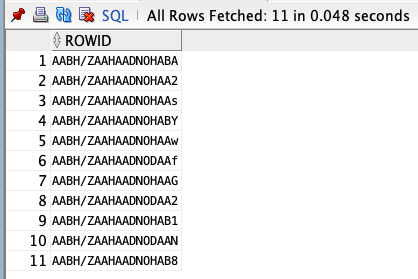 SQL | All Rows Fetched: 11 in 0.048 seconds
ROWID
1 AABH/ZAAHAADNOHABA
2 AABH/ZAAHAADNOHAA2
3 AABH/ZAAHAADNOHAAs
4 AABH/ZAAHAADNOHABY
5 AABH/ZAAHAADNOHAAw
6 AABH/ZAAHAADNODAAf
7 AABH/ZAAHAADNOHAAG
8 AABH/ZAAHAADNODAA2
9 AABH/ZAAHAADNOHAB1
10 AABH/ZAAHAADNODAAN
11 AABH/ZAAHAADNOHAB8